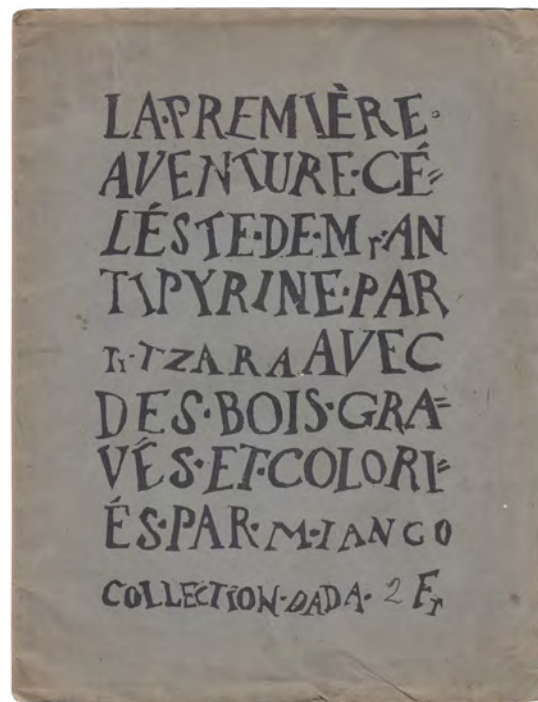 LA·PREMIÈRE·
AVENTURE·CÉ=
LÉSTE·DE·Mr·AN
TIPYRINE·PAR
Tr·TZARA AVEC
DES·BOIS·GRA=
VÉS·ET·COLORI=
ÉS·PAR·M·IANCO
COLLECTION·DADA· 2 Fr